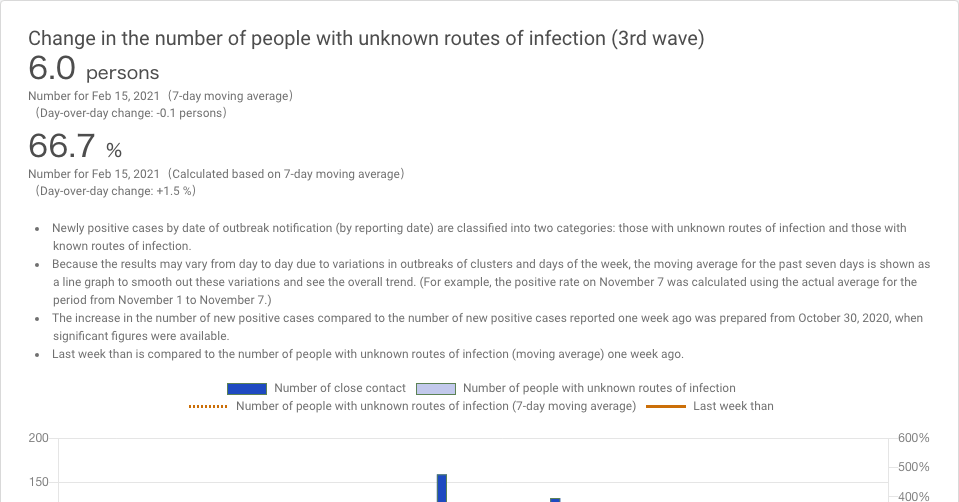 Change in the number of people with unknown routes of infection (3rd wave)
6.0 persons
Number for Feb 15, 2021 （7-day moving average）
（Day-over-day change: -0.1 persons）
66.7 %
Number for Feb 15, 2021 （Calculated based on 7-day moving average）
（Day-over-day change: +1.5 %）
• Newly positive cases by date of outbreak notification (by reporting date) are classified into two categories: those with unknown routes of infection and those with
known routes of infection.
• Because the results may vary from day to day due to variations in outbreaks of clusters and days of the week, the moving average for the past seven days is shown as
a line graph to smooth out these variations and see the overall trend. (For example, the positive rate on November 7 was calculated using the actual average for the
period from November 1 to November 7.)
• The increase in the number of new positive cases compared to the number of new positive cases reported one week ago was prepared from October 30, 2020, when
significant figures were available.
• Last week than is compared to the number of people with unknown routes of infection (moving average) one week ago.
Number of close contact Number of people with unknown routes of infection
Number of people with unknown routes of infection (7-day moving average) Last week than
200 600%
500%
150
400%